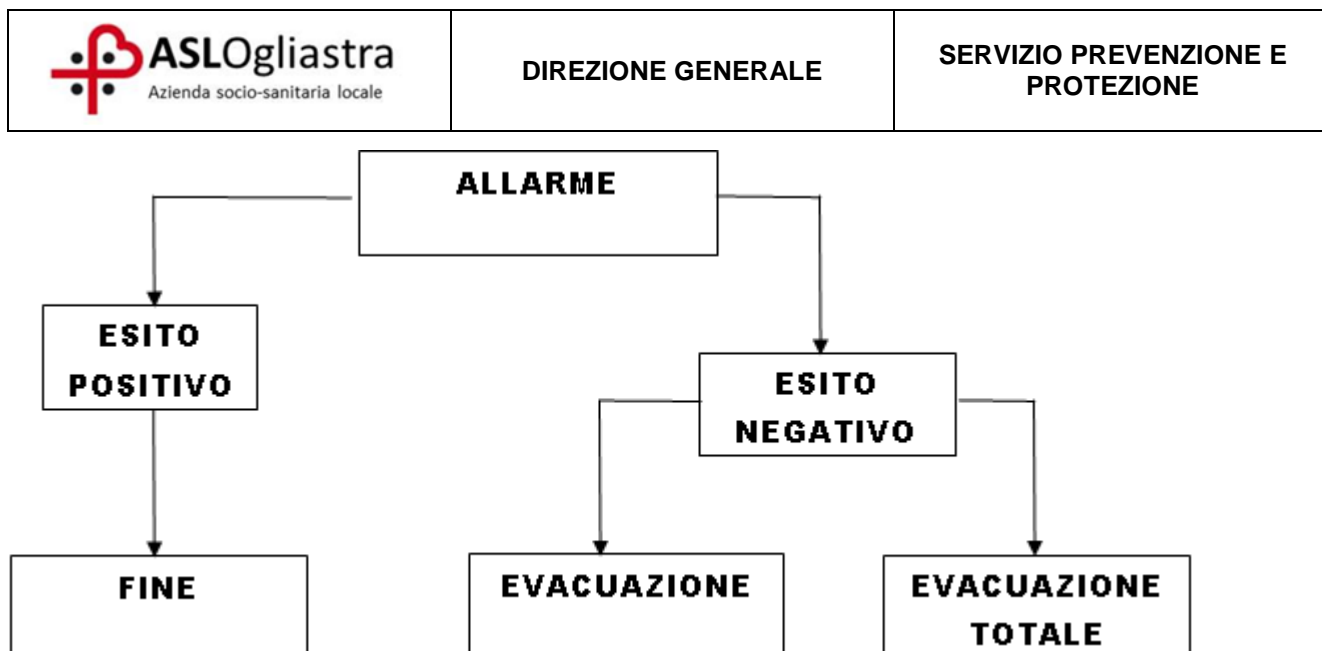 ASLOgliastra
Azienda socio-sanitaria locale
DIREZIONE GENERALE
SERVIZIO PREVENZIONE E
PROTEZIONE
ALLARME
ESITO
POSITIVO
ESITO
NEGATIVO
FINE
EVACUAZIONE
EVACUAZIONE
TOTALE